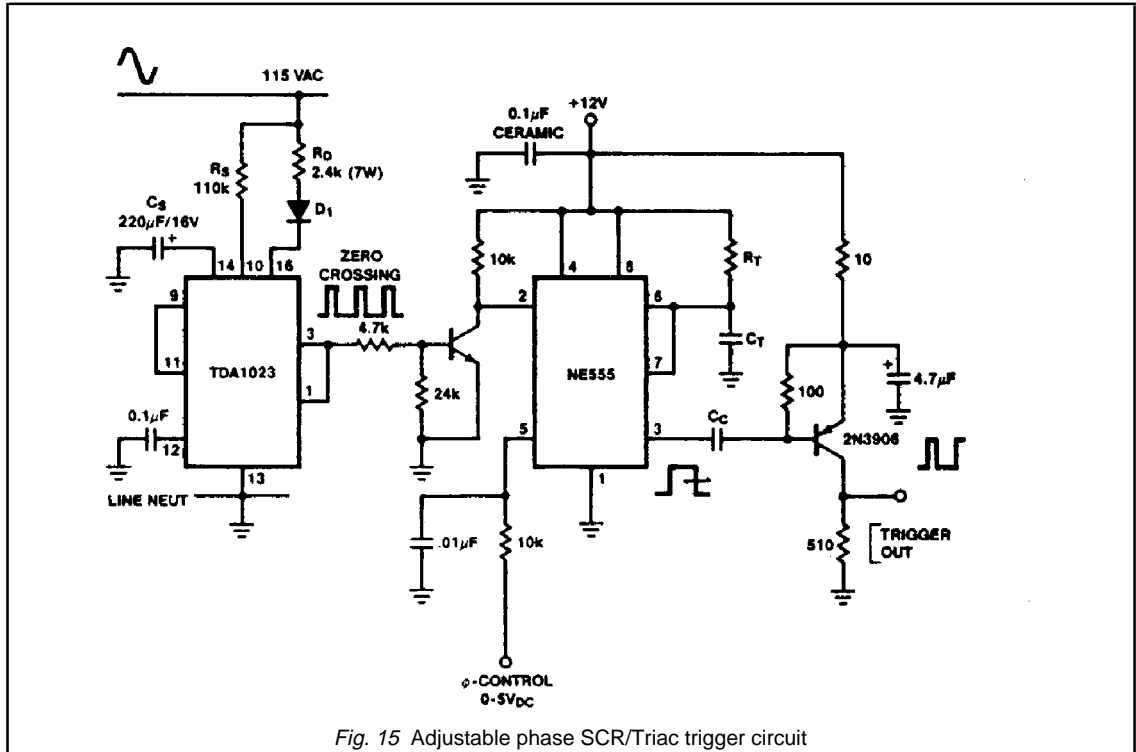 115 VAC
RS
110k
RD
2.4k (7W)
D1
CS
220µF/16V
+
14
10
16
9
11
TDA1023
3
1
0.1µF
12
13
LINE NEUT
ZERO
CROSSING
4.7k
24k
0.1µF
CERAMIC
+12V
10k
4
8
2
NE555
6
7
5
3
1
RT
CT
CC
.01µF
10k
φ-CONTROL
0-5VDC
10
100
+
4.7µF
2N3906
510
TRIGGER
OUT
Fig. 15 Adjustable phase SCR/Triac trigger circuit